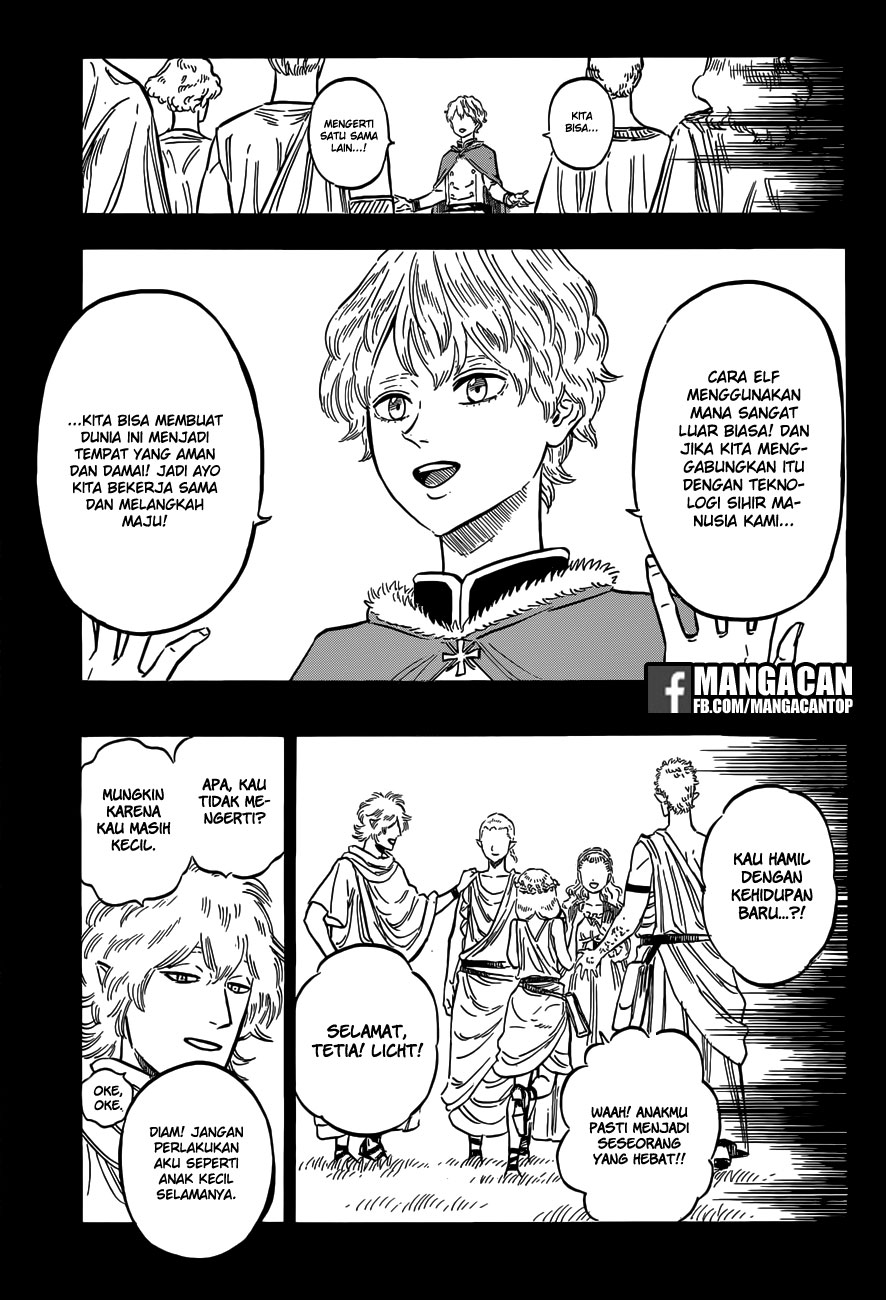 KITA
BISA...
MENGERTI
SATU SAMA
LAIN...!
CARA ELF
MENGGUNAKAN
MANA SANGAT
LUAR BIASA! DAN
JIKA KITA MENG-
GABUNGKAN ITU
DENGAN TEKNO-
LOGI SIHIR MA-
NUSIA KAMI...
...KITA BISA MEMBUAT
DUNIA INI MENJADI
TEMPAT YANG AMAN
DAN DAMAI! JADI AYO
KITA BEKERJA SAMA
DAN MELANGKAH
MAJU!
MANGACAN
FB.COM/MANGACANTOP
KAU HAMIL
DENGAN
KEHIDUPAN
BARU...?!
SELAMAT,
TETIA! LICHT!
WAAH! ANAKMU
PASTI MENJADI
SESEORANG
YANG HEBAT!!
APA, KAU
TIDAK ME-
NGERTI?
MUNGKIN
KARENA
KAU MASIH
KECIL.
DIAM! JANGAN
PERLAKUKAN
AKU SEPERTI
ANAK KECIL
SELAMANYA.
OKE,
OKE.